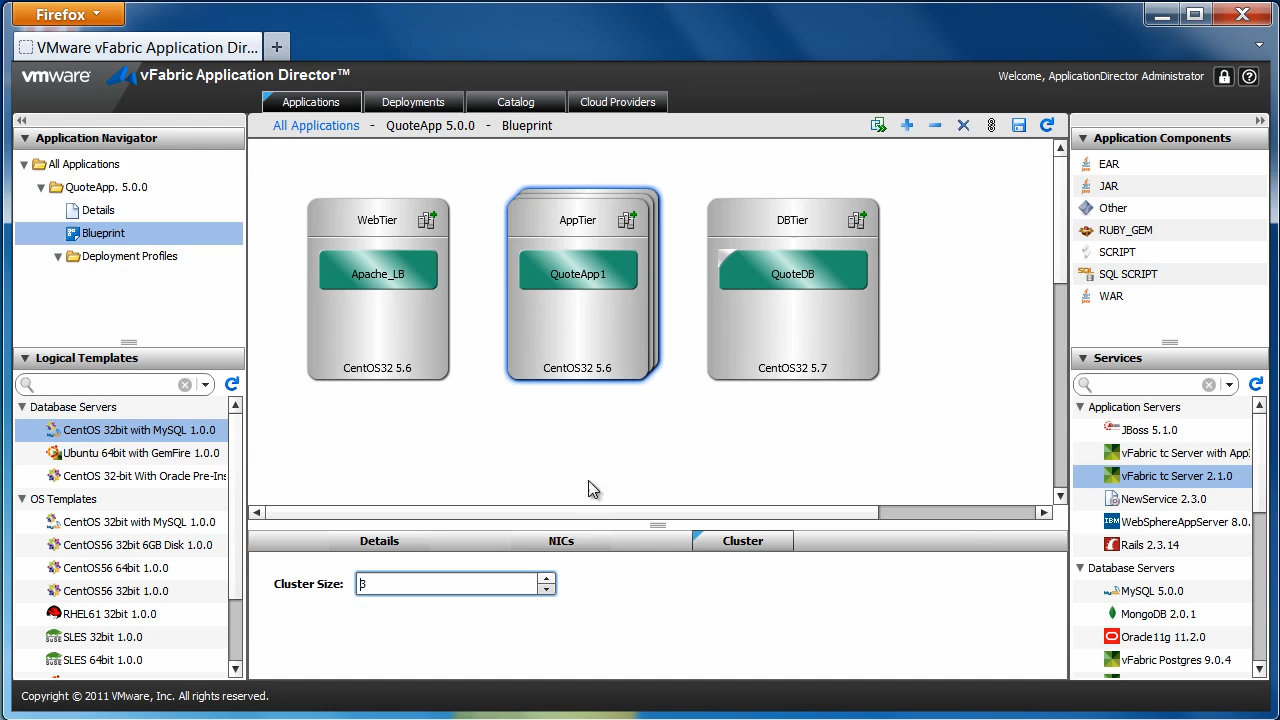 Firefox
VMware vFabric Application Dir...
vmware vFabric Application Director™
Welcome, ApplicationDirector Administrator
Applications
Deployments
Catalog
Cloud Providers
All Applications - QuoteApp 5.0.0 - Blueprint
Application Navigator
All Applications
QuoteApp. 5.0.0
Details
Blueprint
Deployment Profiles
Logical Templates
Database Servers
CentOS 32bit with MySQL 1.0.0
Ubuntu 64bit with GemFire 1.0.0
CentOS 32-bit With Oracle Pre-Ins
OS Templates
CentOS 32bit with MySQL 1.0.0
CentOS56 32bit 6GB Disk 1.0.0
CentOS56 64bit 1.0.0
CentOS56 32bit 1.0.0
RHEL61 32bit 1.0.0
SLES 32bit 1.0.0
SLES 64bit 1.0.0
WebTier
Apache_LB
CentOS32 5.6
AppTier
QuoteApp1
CentOS32 5.6
DBTier
QuoteDB
CentOS32 5.7
Details
NICs
Cluster
Cluster Size: 3
Application Components
EAR
JAR
Other
RUBY_GEM
SCRIPT
SQL SCRIPT
WAR
Services
Application Servers
JBoss 5.1.0
vFabric tc Server with App
vFabric tc Server 2.1.0
NewService 2.3.0
IBM WebSphereAppServer 8.0.
Rails 2.3.14
Database Servers
MySQL 5.0.0
MongoDB 2.0.1
Oracle11g 11.2.0
vFabric Postgres 9.0.4
Copyright © 2011 VMware, Inc. All rights reserved.